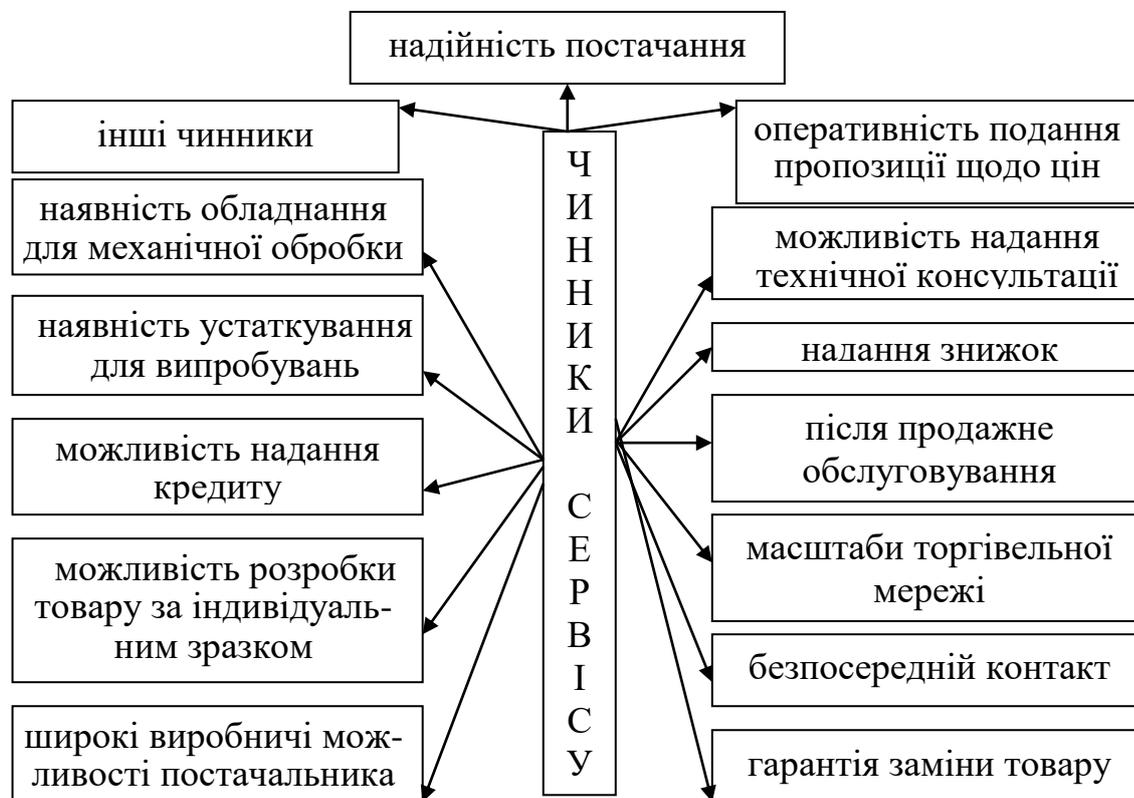 надійність постачання
інші чинники
оперативність подання
пропозиції щодо цін
наявність обладнання
для механічної обробки
можливість надання
технічної консультації
наявність устаткування
для випробувань
надання знижок
можливість надання
кредиту
після продажне
обслуговування
можливість розробки
товару за індивідуаль-
ним зразком
масштаби торгівельної
мережі
безпосередній контакт
широкі виробничі мож-
ливості постачальника
гарантія заміни товару
ЧИННИКИ СЕРВІСУ